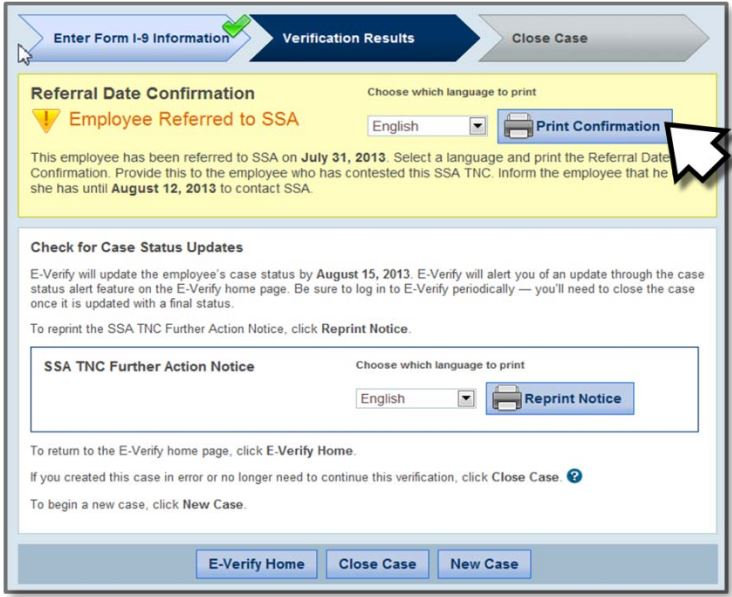 Enter Form I-9 Information
Verification Results
Close Case
Referral Date Confirmation
Choose which language to print
Employee Referred to SSA
English
Print Confirmation
This employee has been referred to SSA on July 31, 2013. Select a language and print the Referral Date
Confirmation. Provide this to the employee who has contested this SSA TNC. Inform the employee that he
she has until August 12, 2013 to contact SSA.
Check for Case Status Updates
E-Verify will update the employee's case status by August 15, 2013. E-Verify will alert you of an update through the case
status alert feature on the E-Verify home page. Be sure to log in to E-Verify periodically — you'll need to close the case
once it is updated with a final status.
To reprint the SSA TNC Further Action Notice, click Reprint Notice.
SSA TNC Further Action Notice
Choose which language to print
English
Reprint Notice
To return to the E-Verify home page, click E-Verify Home.
If you created this case in error or no longer need to continue this verification, click Close Case. ?
To begin a new case, click New Case.
E-Verify Home
Close Case
New Case